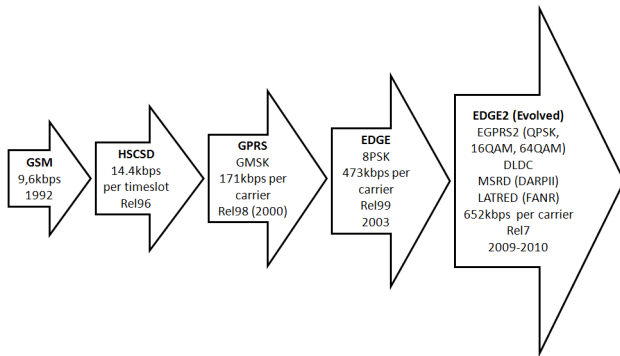 GSM
9,6kbps
1992
HSCSD
14.4kbps
per timeslot
Rel96
GPRS
GMSK
171kbps per
carrier
Rel98 (2000)
EDGE
8PSK
473kbps per
carrier
Rel99
2003
EDGE2 (Evolved)
EGPRS2 (QPSK,
16QAM, 64QAM)
DLDC
MSRD (DARPII)
LATRED (FANR)
652kbps per carrier
Rel7
2009-2010